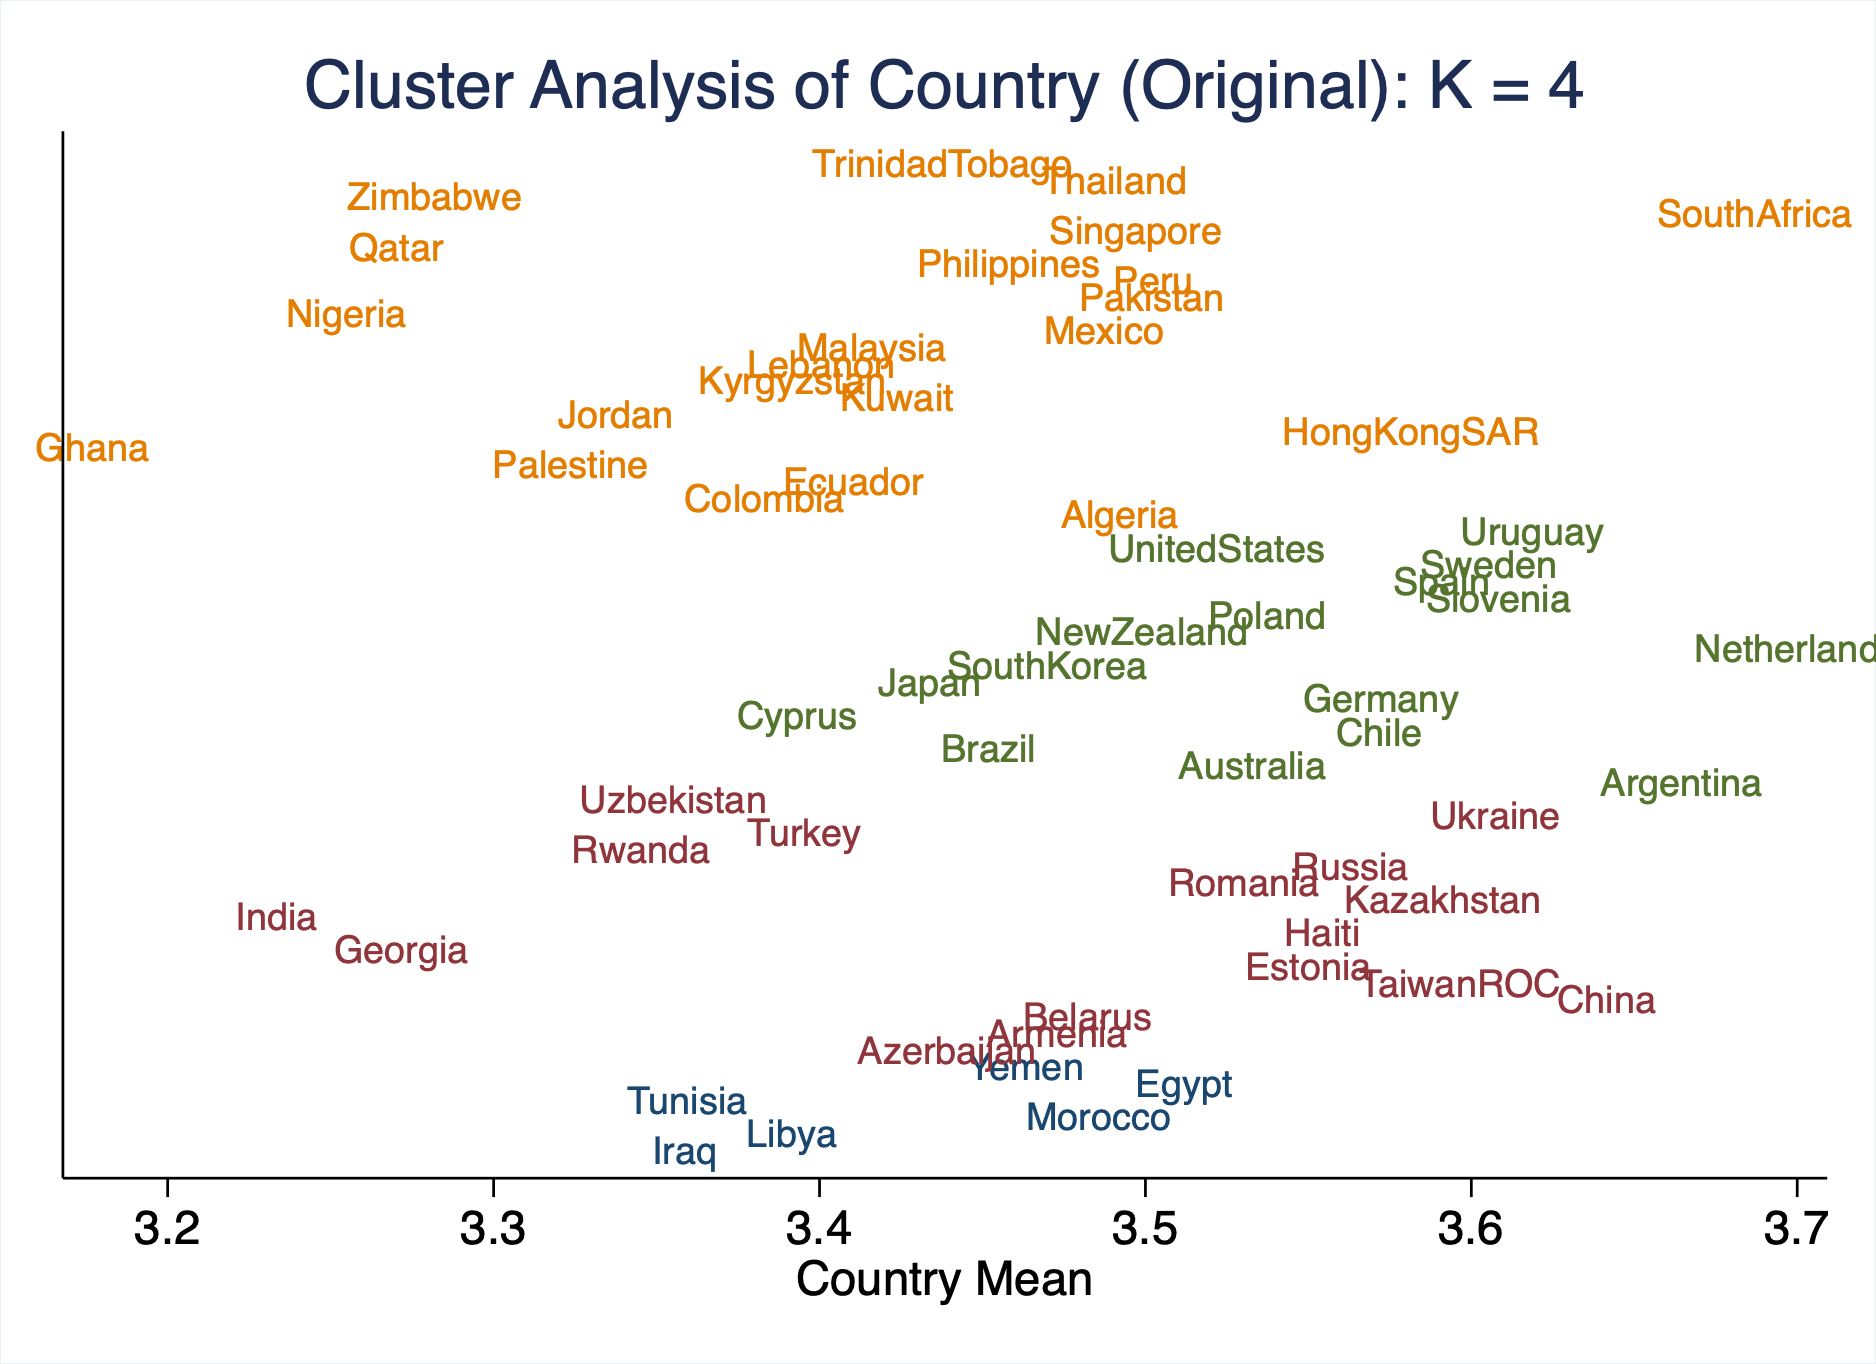 Cluster Analysis of Country (Original): K = 4
TrinidadTobago
Thailand
Zimbabwe
SouthAfrica
Singapore
Qatar
Philippines
Peru
Pakistan
Nigeria
Mexico
Malaysia
Lebanon
Kyrgyzstan
Kuwait
Jordan
HongKongSAR
Ghana
Palestine
Ecuador
Colombia
Algeria
Uruguay
UnitedStates
Sweden
Spain
Slovenia
Poland
NewZealand
Netherland
SouthKorea
Japan
Germany
Cyprus
Chile
Brazil
Australia
Argentina
Uzbekistan
Ukraine
Turkey
Rwanda
Russia
Romania
Kazakhstan
India
Haiti
Georgia
Estonia
TaiwanROC
China
Belarus
Armenia
Azerbaijan
Yemen
Egypt
Tunisia
Morocco
Libya
Iraq
3.2 3.3 3.4 3.5 3.6 3.7
Country Mean